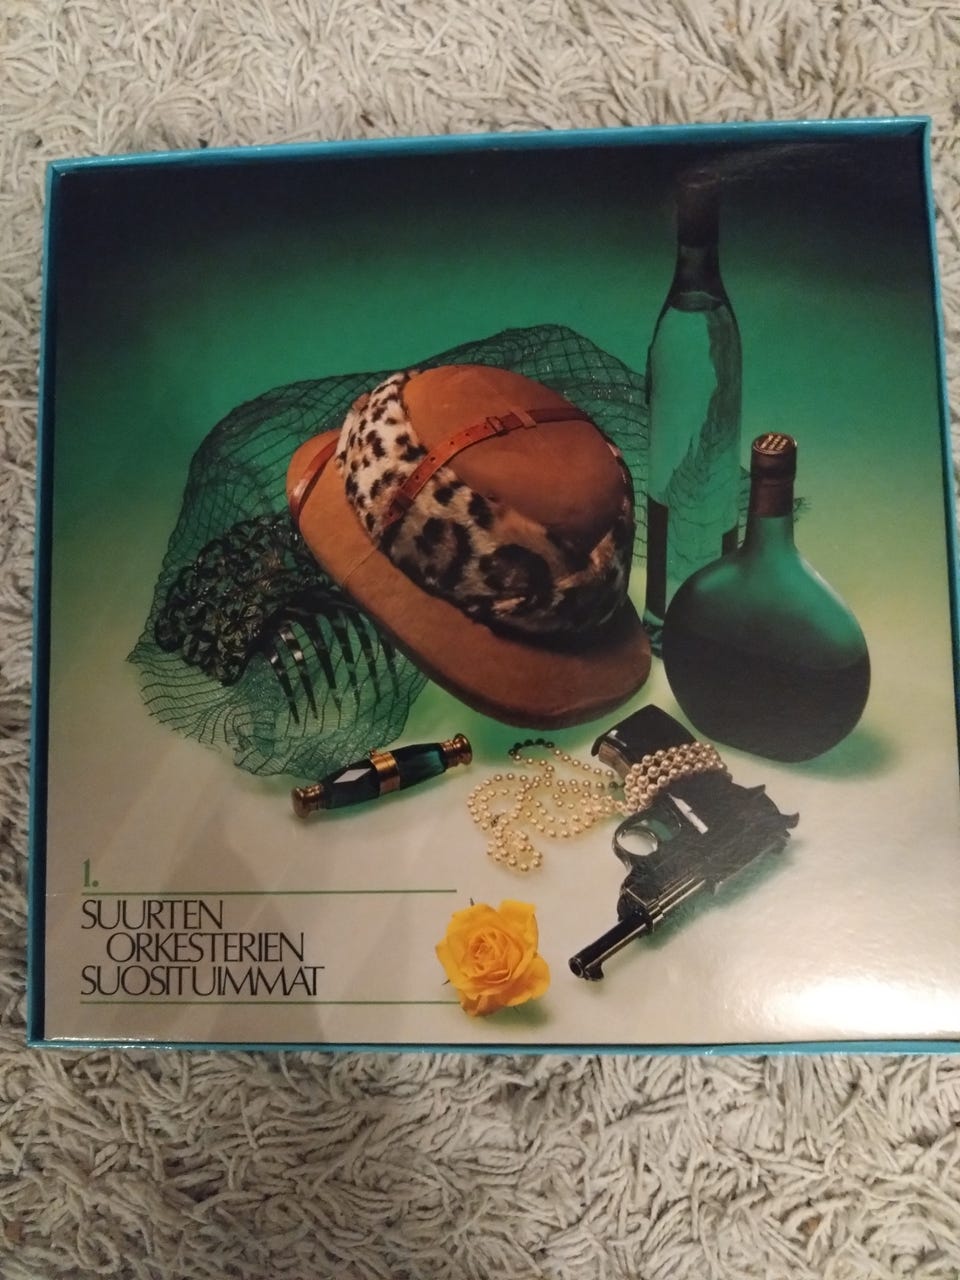 1.
SUURTEN
ORKESTERIEN
SUOSITUIMMAT